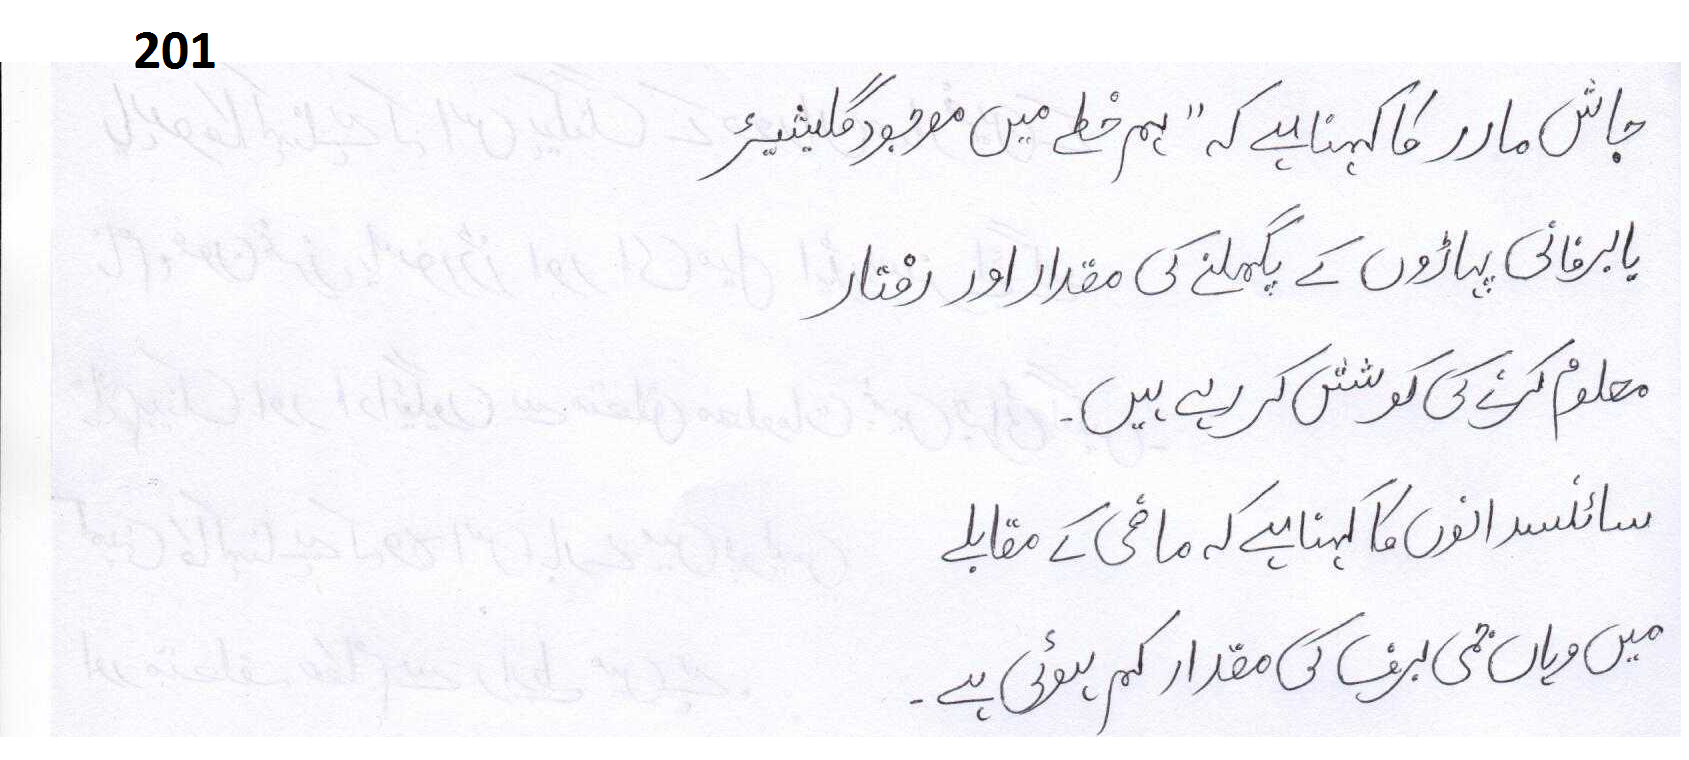 201
جاش مادر کا کہنا ہے کہ "ہم خطے میں موجود گلیشیئر
یا برفانی پہاڑوں کے پگھلنے کی مقدار اور رفتار
معلوم کرنے کی کوشش کر رہے ہیں۔
سائنسدانوں کا کہنا ہے کہ ماضی کے مقابلے
میں وہاں جمی برف کی مقدار کم ہوئی ہے۔